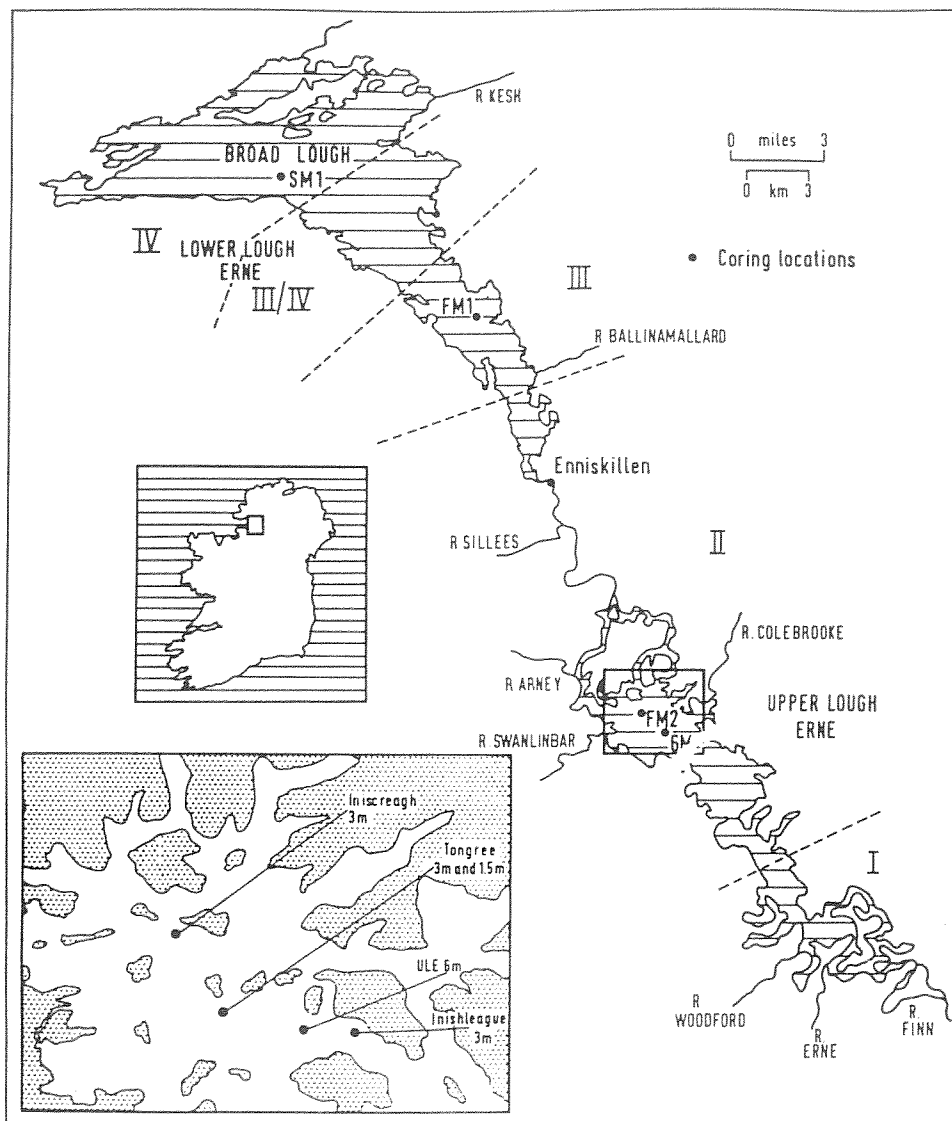 R KESH
0 miles 3
0 km 3
BROAD LOUGH
SM1
IV
LOWER LOUGH
ERNE
III/IV
III
Coring locations
FM1
R BALLINAMALLARD
Enniskillen
R SILLEES
II
R. COLEBROOKE
R ARNEY
FM2
6M
UPPER LOUGH
ERNE
R SWANLINBAR
I
R
WOODFORD
R.
ERNE
R.
FINN
Iniscreagh
3m
Tongree
3m and 1.5m
ULE 6m
Inishleague
3m